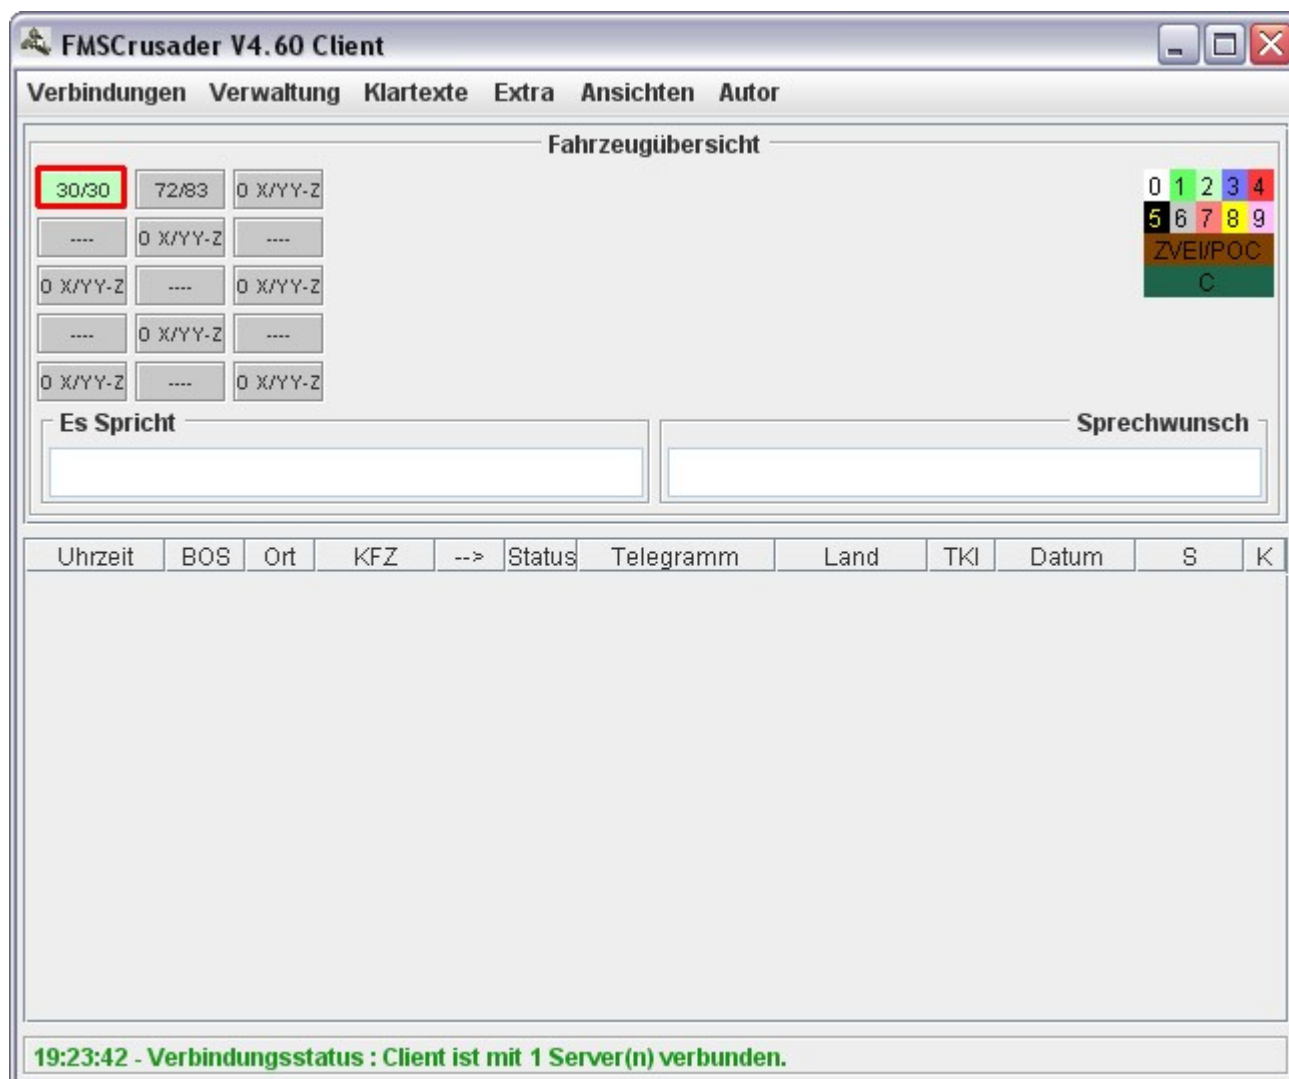 FMSCrusader V4.60 Client
Verbindungen Verwaltung Klartexte Extra Ansichten Autor
Fahrzeugübersicht
30/30 72/83 0 X/YY-Z
---- 0 X/YY-Z ----
0 X/YY-Z ---- 0 X/YY-Z
---- 0 X/YY-Z ----
0 X/YY-Z ---- 0 X/YY-Z
0 1 2 3 4
5 6 7 8 9
ZVEI/POC
C
Es Spricht
Sprechwunsch
Uhrzeit BOS Ort KFZ --> Status Telegramm Land TKI Datum S K
19:23:42 - Verbindungsstatus : Client ist mit 1 Server(n) verbunden.